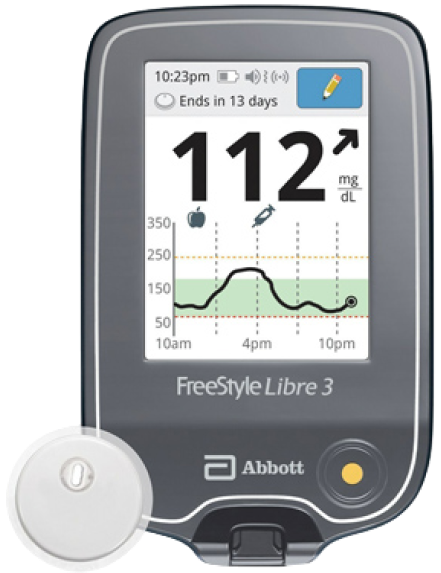 10:23pm
Ends in 13 days
112
mg
dL
350
250
150
50
10am 4pm 10pm
FreeStyle Libre 3
Abbott